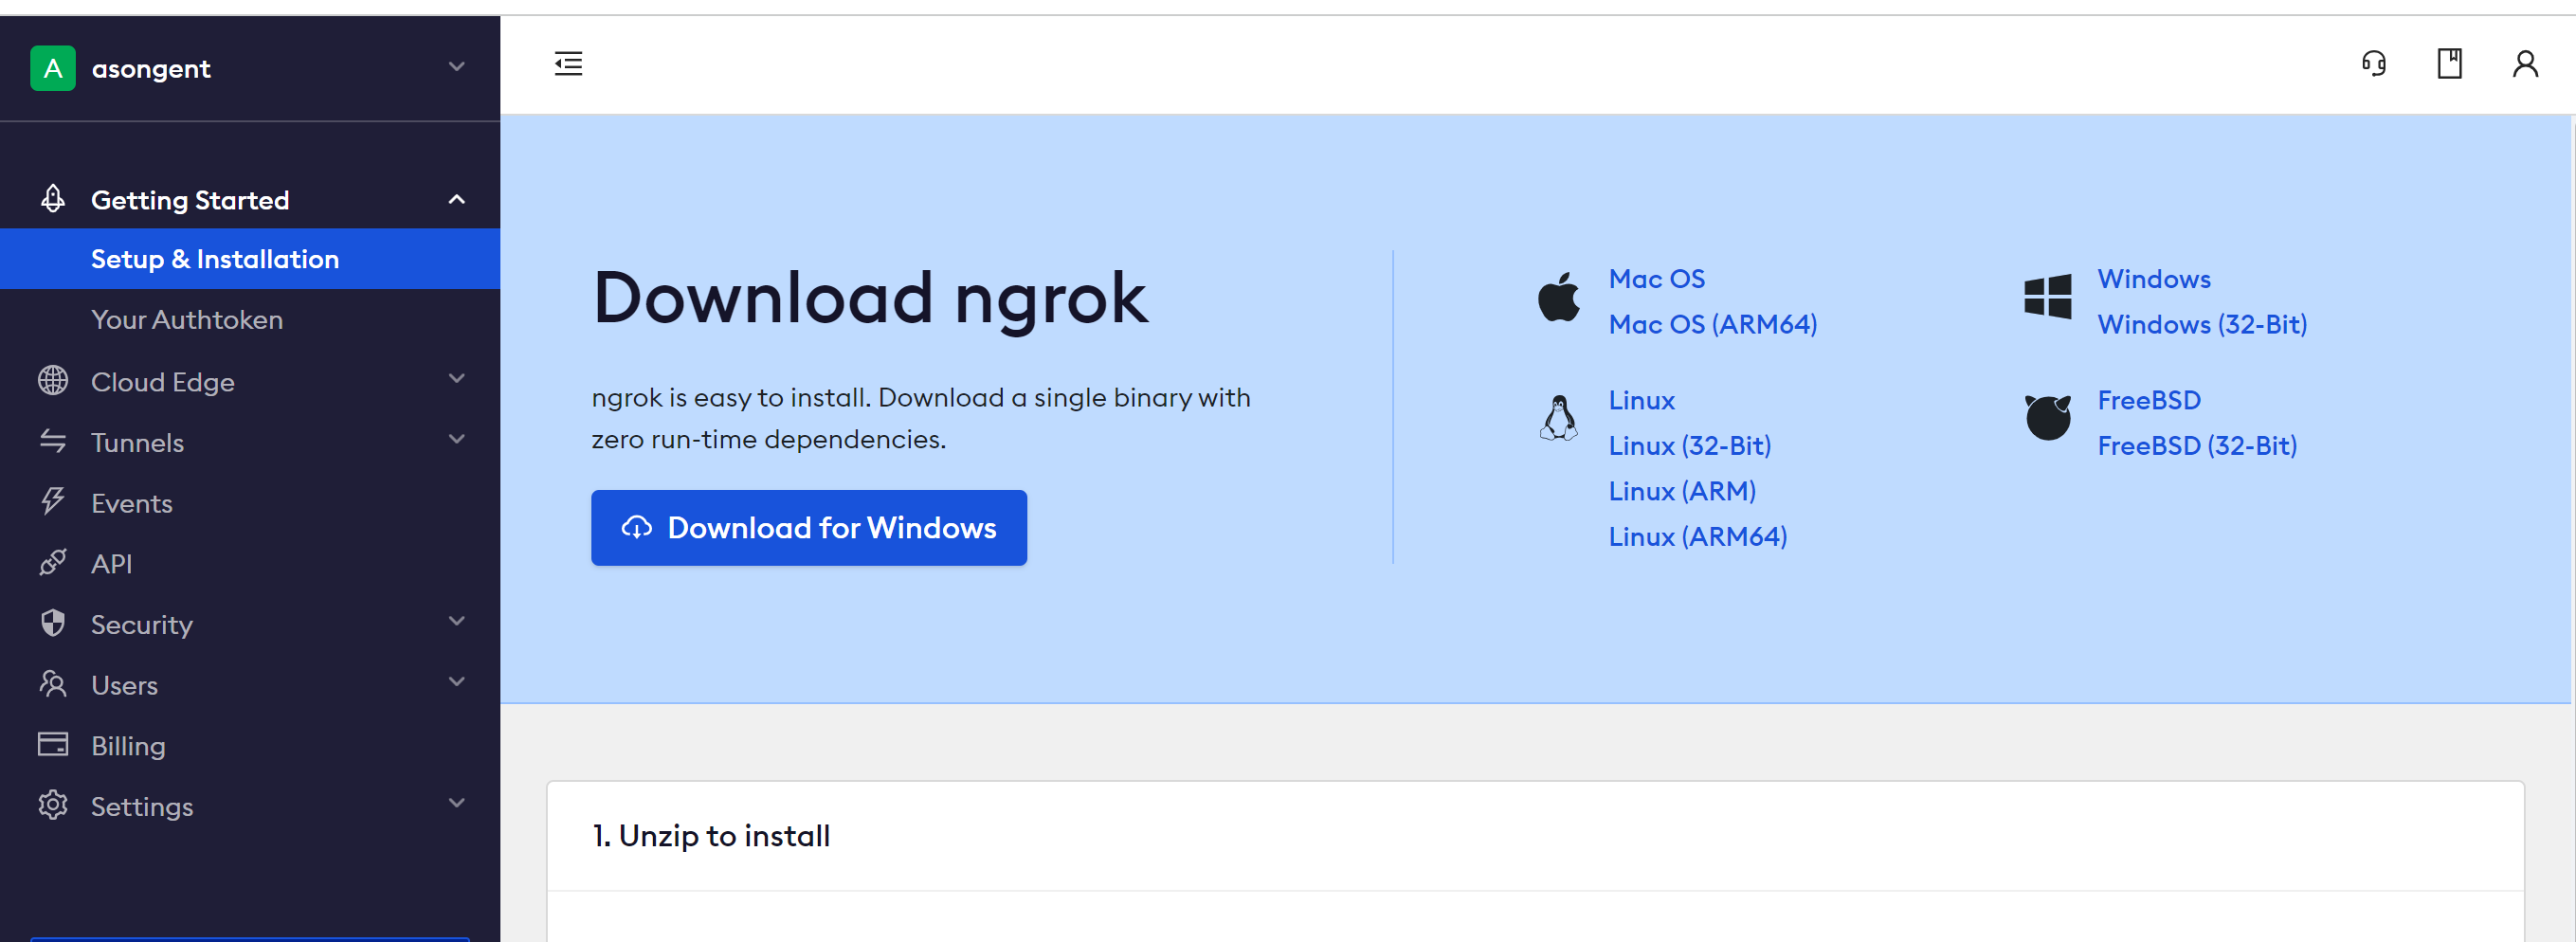 A asongent
Getting Started
Setup & Installation
Your Authtoken
Cloud Edge
Tunnels
Events
API
Security
Users
Billing
Settings
Download ngrok
ngrok is easy to install. Download a single binary with
zero run-time dependencies.
Download for Windows
Mac OS
Mac OS (ARM64)
Linux
Linux (32-Bit)
Linux (ARM)
Linux (ARM64)
Windows
Windows (32-Bit)
FreeBSD
FreeBSD (32-Bit)
1. Unzip to install